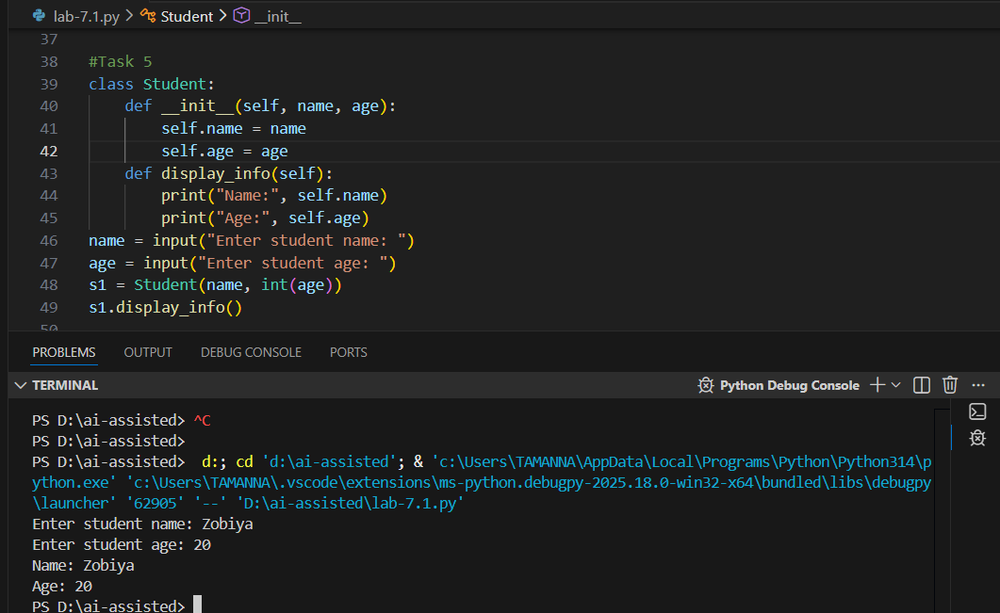 lab-7.1.py > Student > __init__
37
38 #Task 5
39 class Student:
40     def __init__(self, name, age):
41         self.name = name
42         self.age = age
43     def display_info(self):
44         print("Name:", self.name)
45         print("Age:", self.age)
46 name = input("Enter student name: ")
47 age = input("Enter student age: ")
48 s1 = Student(name, int(age))
49 s1.display_info()
50
PROBLEMS OUTPUT DEBUG CONSOLE PORTS
TERMINAL Python Debug Console
PS D:\ai-assisted> ^C
PS D:\ai-assisted>
PS D:\ai-assisted>  d:; cd 'd:\ai-assisted'; & 'c:\Users\TAMANNA\AppData\Local\Programs\Python\Python314\p
ython.exe' 'c:\Users\TAMANNA\.vscode\extensions\ms-python.debugpy-2025.18.0-win32-x64\bundled\libs\debugpy
\launcher' '62905' '--' 'D:\ai-assisted\lab-7.1.py'
Enter student name: Zobiya
Enter student age: 20
Name: Zobiya
Age: 20
PS D:\ai-assisted>